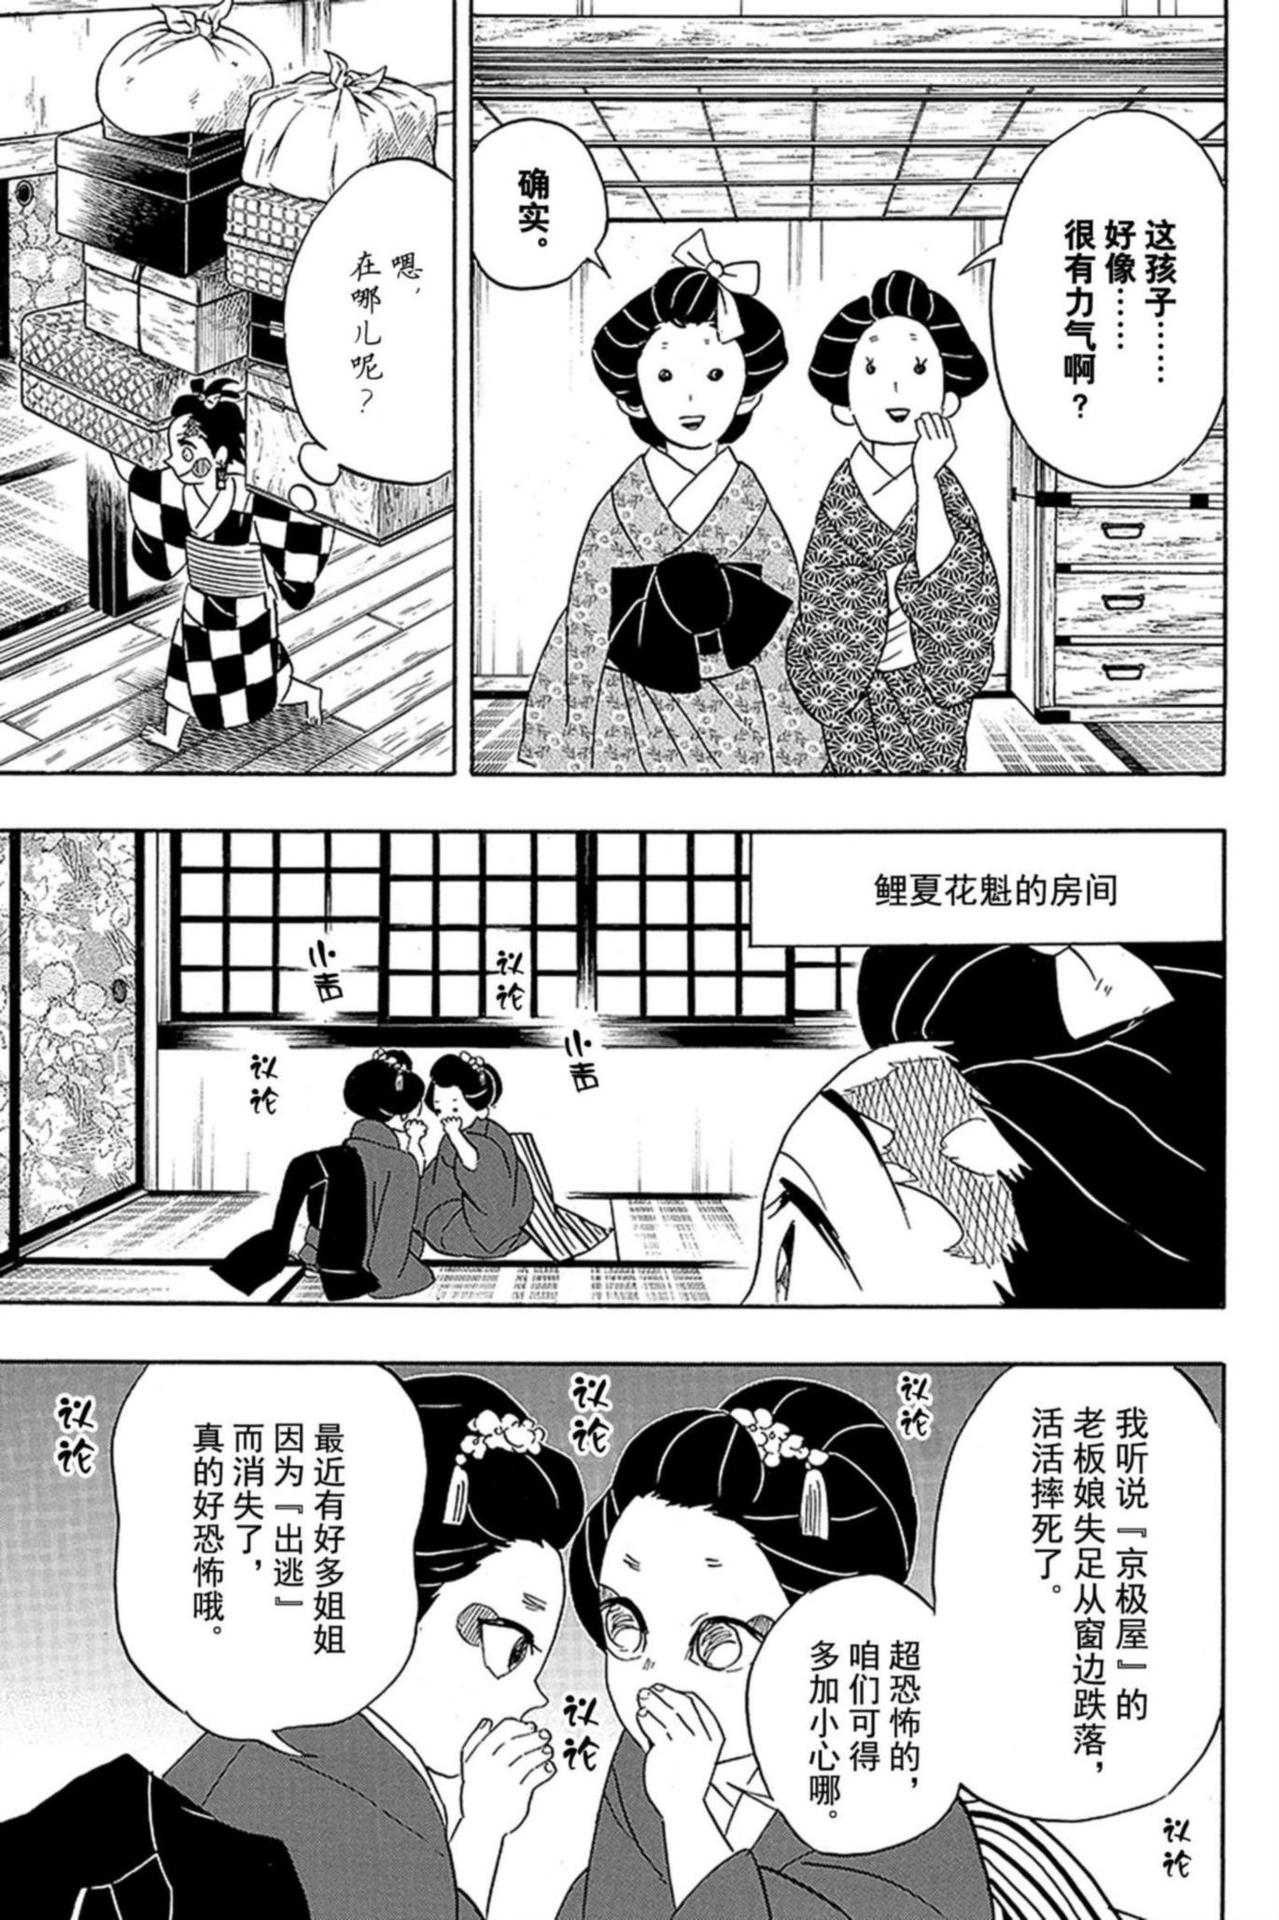 这孩子……
好像……
很有力气啊？
确实。
嗯，
在哪儿呢？
鲤夏花魁的房间
议论
小声
小声
议论
我听说『京极屋』的
老板娘失足从窗边跌落，
活活摔死了。
超恐怖的，
咱们可得
多加小心哪。
最近有好多姐姐
因为『出逃』
而消失了，
真的好恐怖哦。
议论
议论
议论
议论
议论